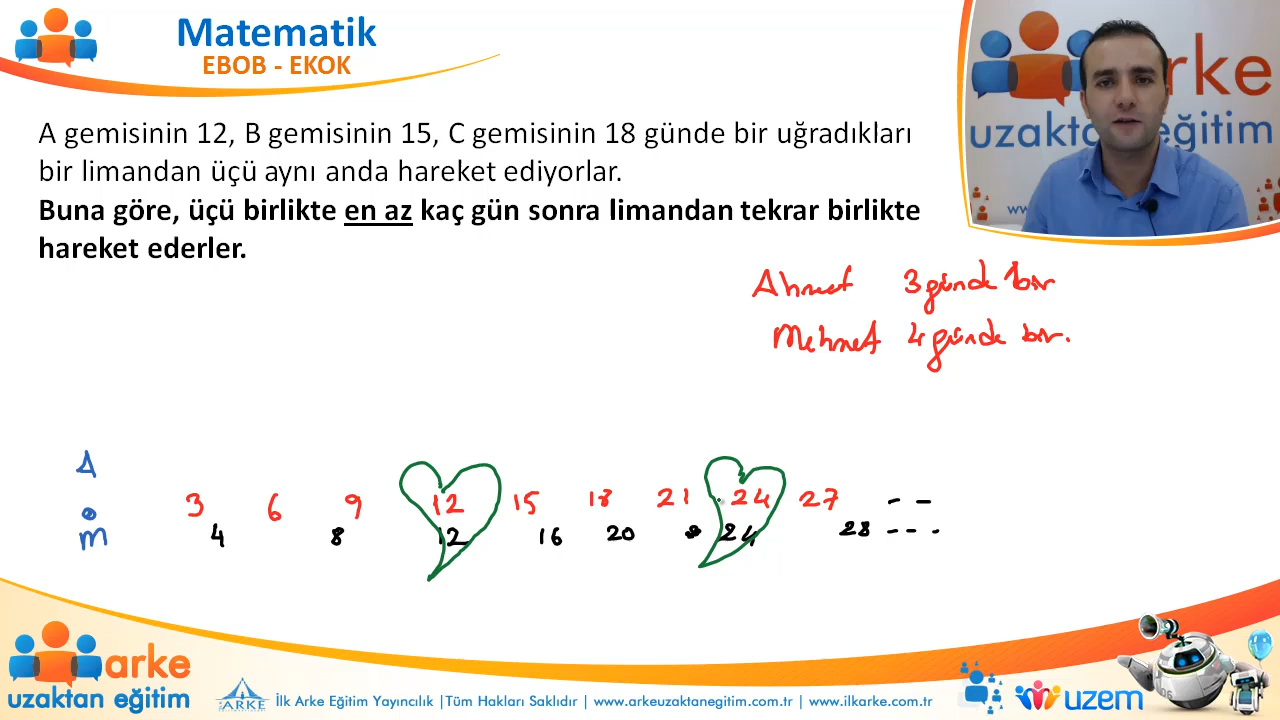 Matematik
EBOB - EKOK
arke
uzaktan eğitim
A gemisinin 12, B gemisinin 15, C gemisinin 18 günde bir uğradıkları
bir limandan üçü aynı anda hareket ediyorlar.
Buna göre, üçü birlikte en az kaç gün sonra limandan tekrar birlikte
hareket ederler.
Ahmet 3 günde bir
Mehmet 4 günde bir.
A
3 6 9 12 15 18 21 24 27 - -
M
4 8 12 16 20 24 28 - - -
arke
uzaktan eğitim
ARKE
İlk Arke Eğitim Yayıncılık | Tüm Hakları Saklıdır | www.arkeuzaktanegitim.com.tr | www.ilkarke.com.tr
uzem